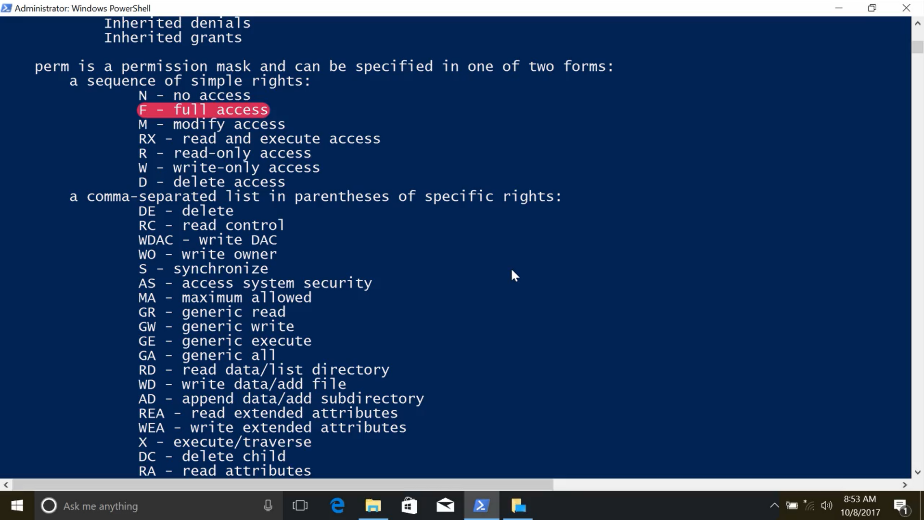 Administrator: Windows PowerShell
Inherited denials
Inherited grants
perm is a permission mask and can be specified in one of two forms:
a sequence of simple rights:
N - no access
F - full access
M - modify access
RX - read and execute access
R - read-only access
W - write-only access
D - delete access
a comma-separated list in parentheses of specific rights:
DE - delete
RC - read control
WDAC - write DAC
WO - write owner
S - synchronize
AS - access system security
MA - maximum allowed
GR - generic read
GW - generic write
GE - generic execute
GA - generic all
RD - read data/list directory
WD - write data/add file
AD - append data/add subdirectory
REA - read extended attributes
WEA - write extended attributes
X - execute/traverse
DC - delete child
RA - read attributes
Ask me anything
8:53 AM
10/8/2017
1